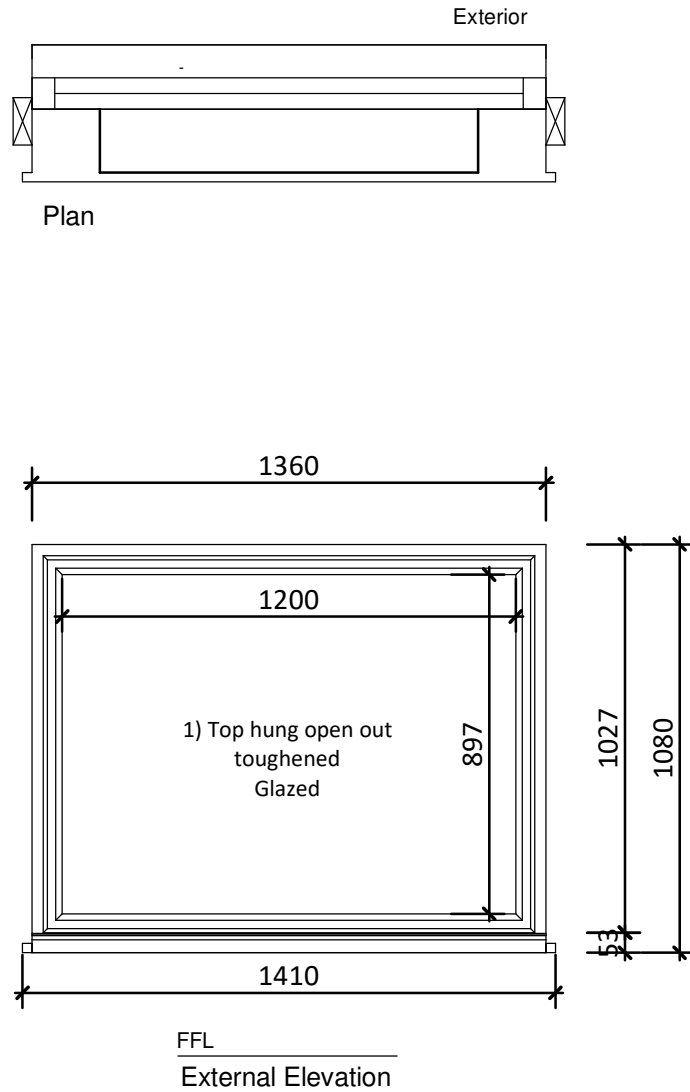 Exterior
-
Plan
1360
1200
1) Top hung open out
toughened
Glazed
897
1027
1080
53
1410
FFL
External Elevation